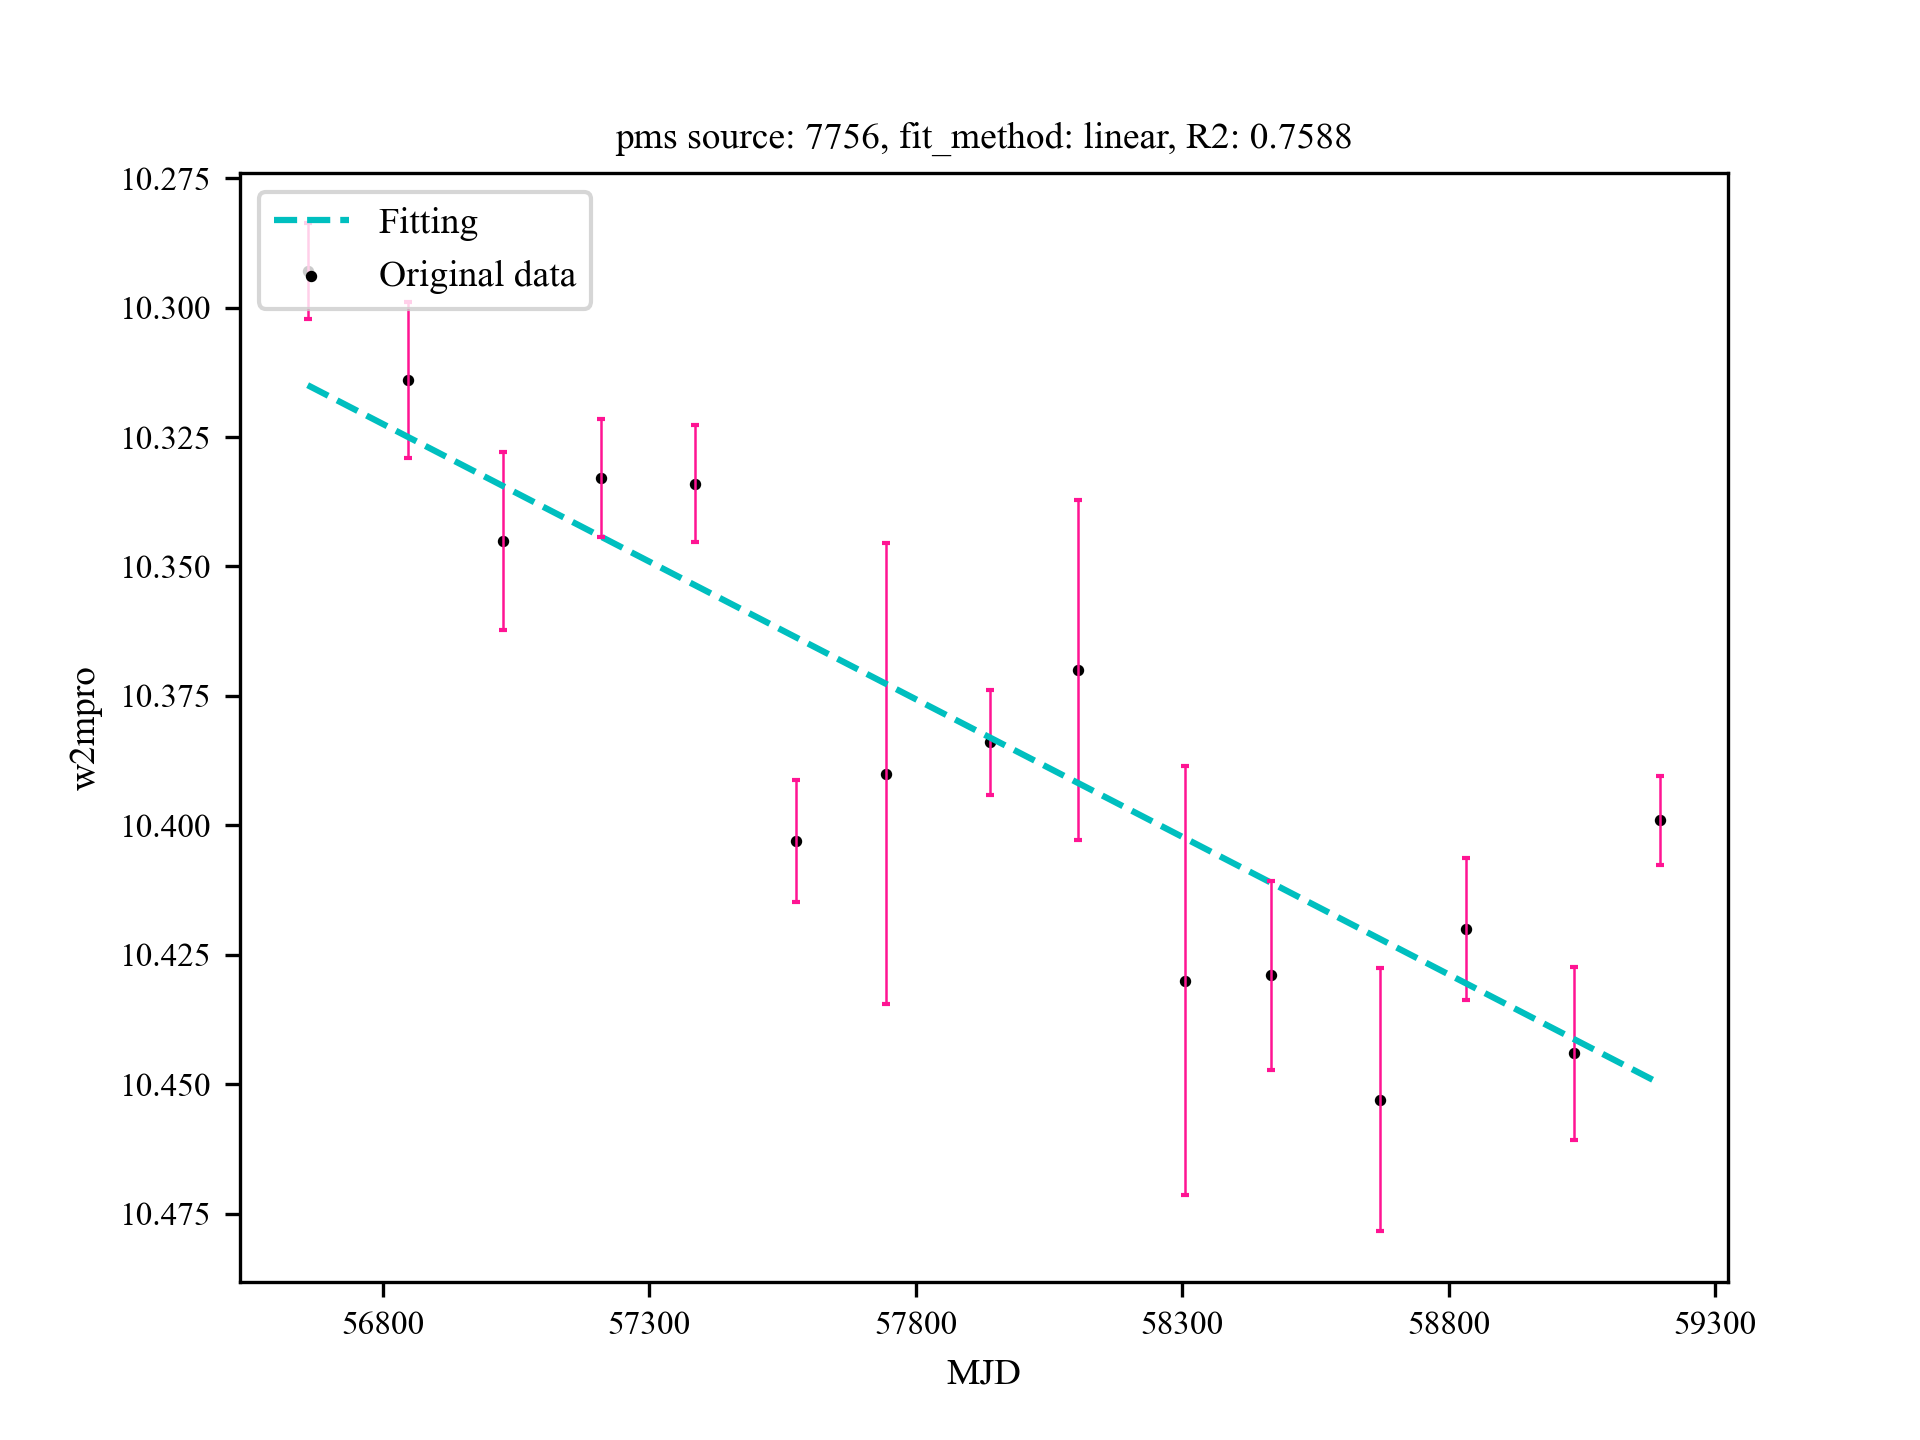 pms source: 7756, fit_method: linear, R2: 0.7588
Fitting
Original data
10.275
10.300
10.325
10.350
10.375
10.400
10.425
10.450
10.475
w2mpro
56800 57300 57800 58300 58800 59300
MJD